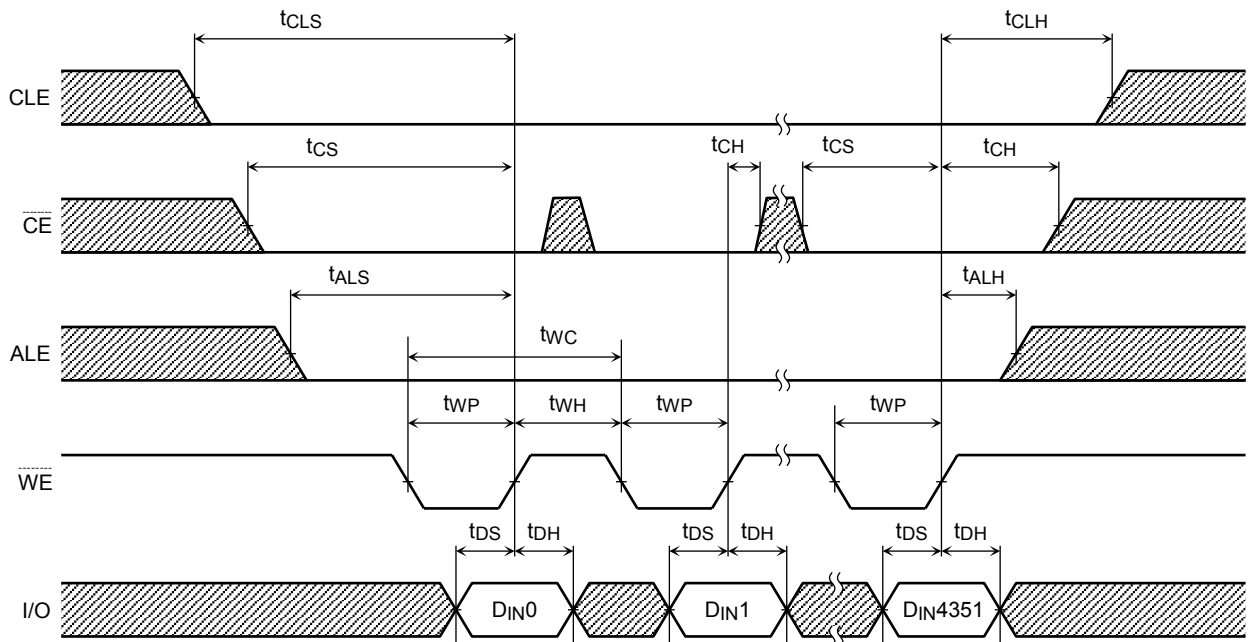 tCLS tCLH
CLE
tCS tCH tCS tCH
CE
tALS tALH
ALE
tWC
tWP tWH tWP tWP
WE
tDS tDH tDS tDH tDS tDH
I/O DIN0 DIN1 DIN4351